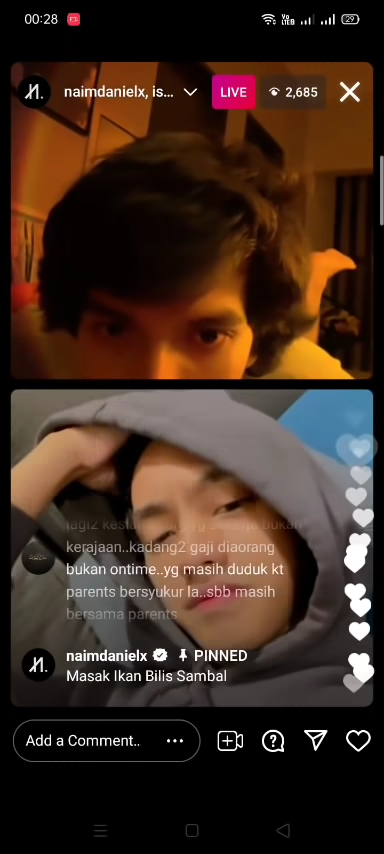 00:28
29
naimdanielx, is...
LIVE
2,685
kerajaan..kadang2 gaji diaorang
bukan ontime..yg masih duduk kt
parents bersyukur la..sbb masih
bersama parents
naimdanielx PINNED
Masak Ikan Bilis Sambal
Add a Comment..